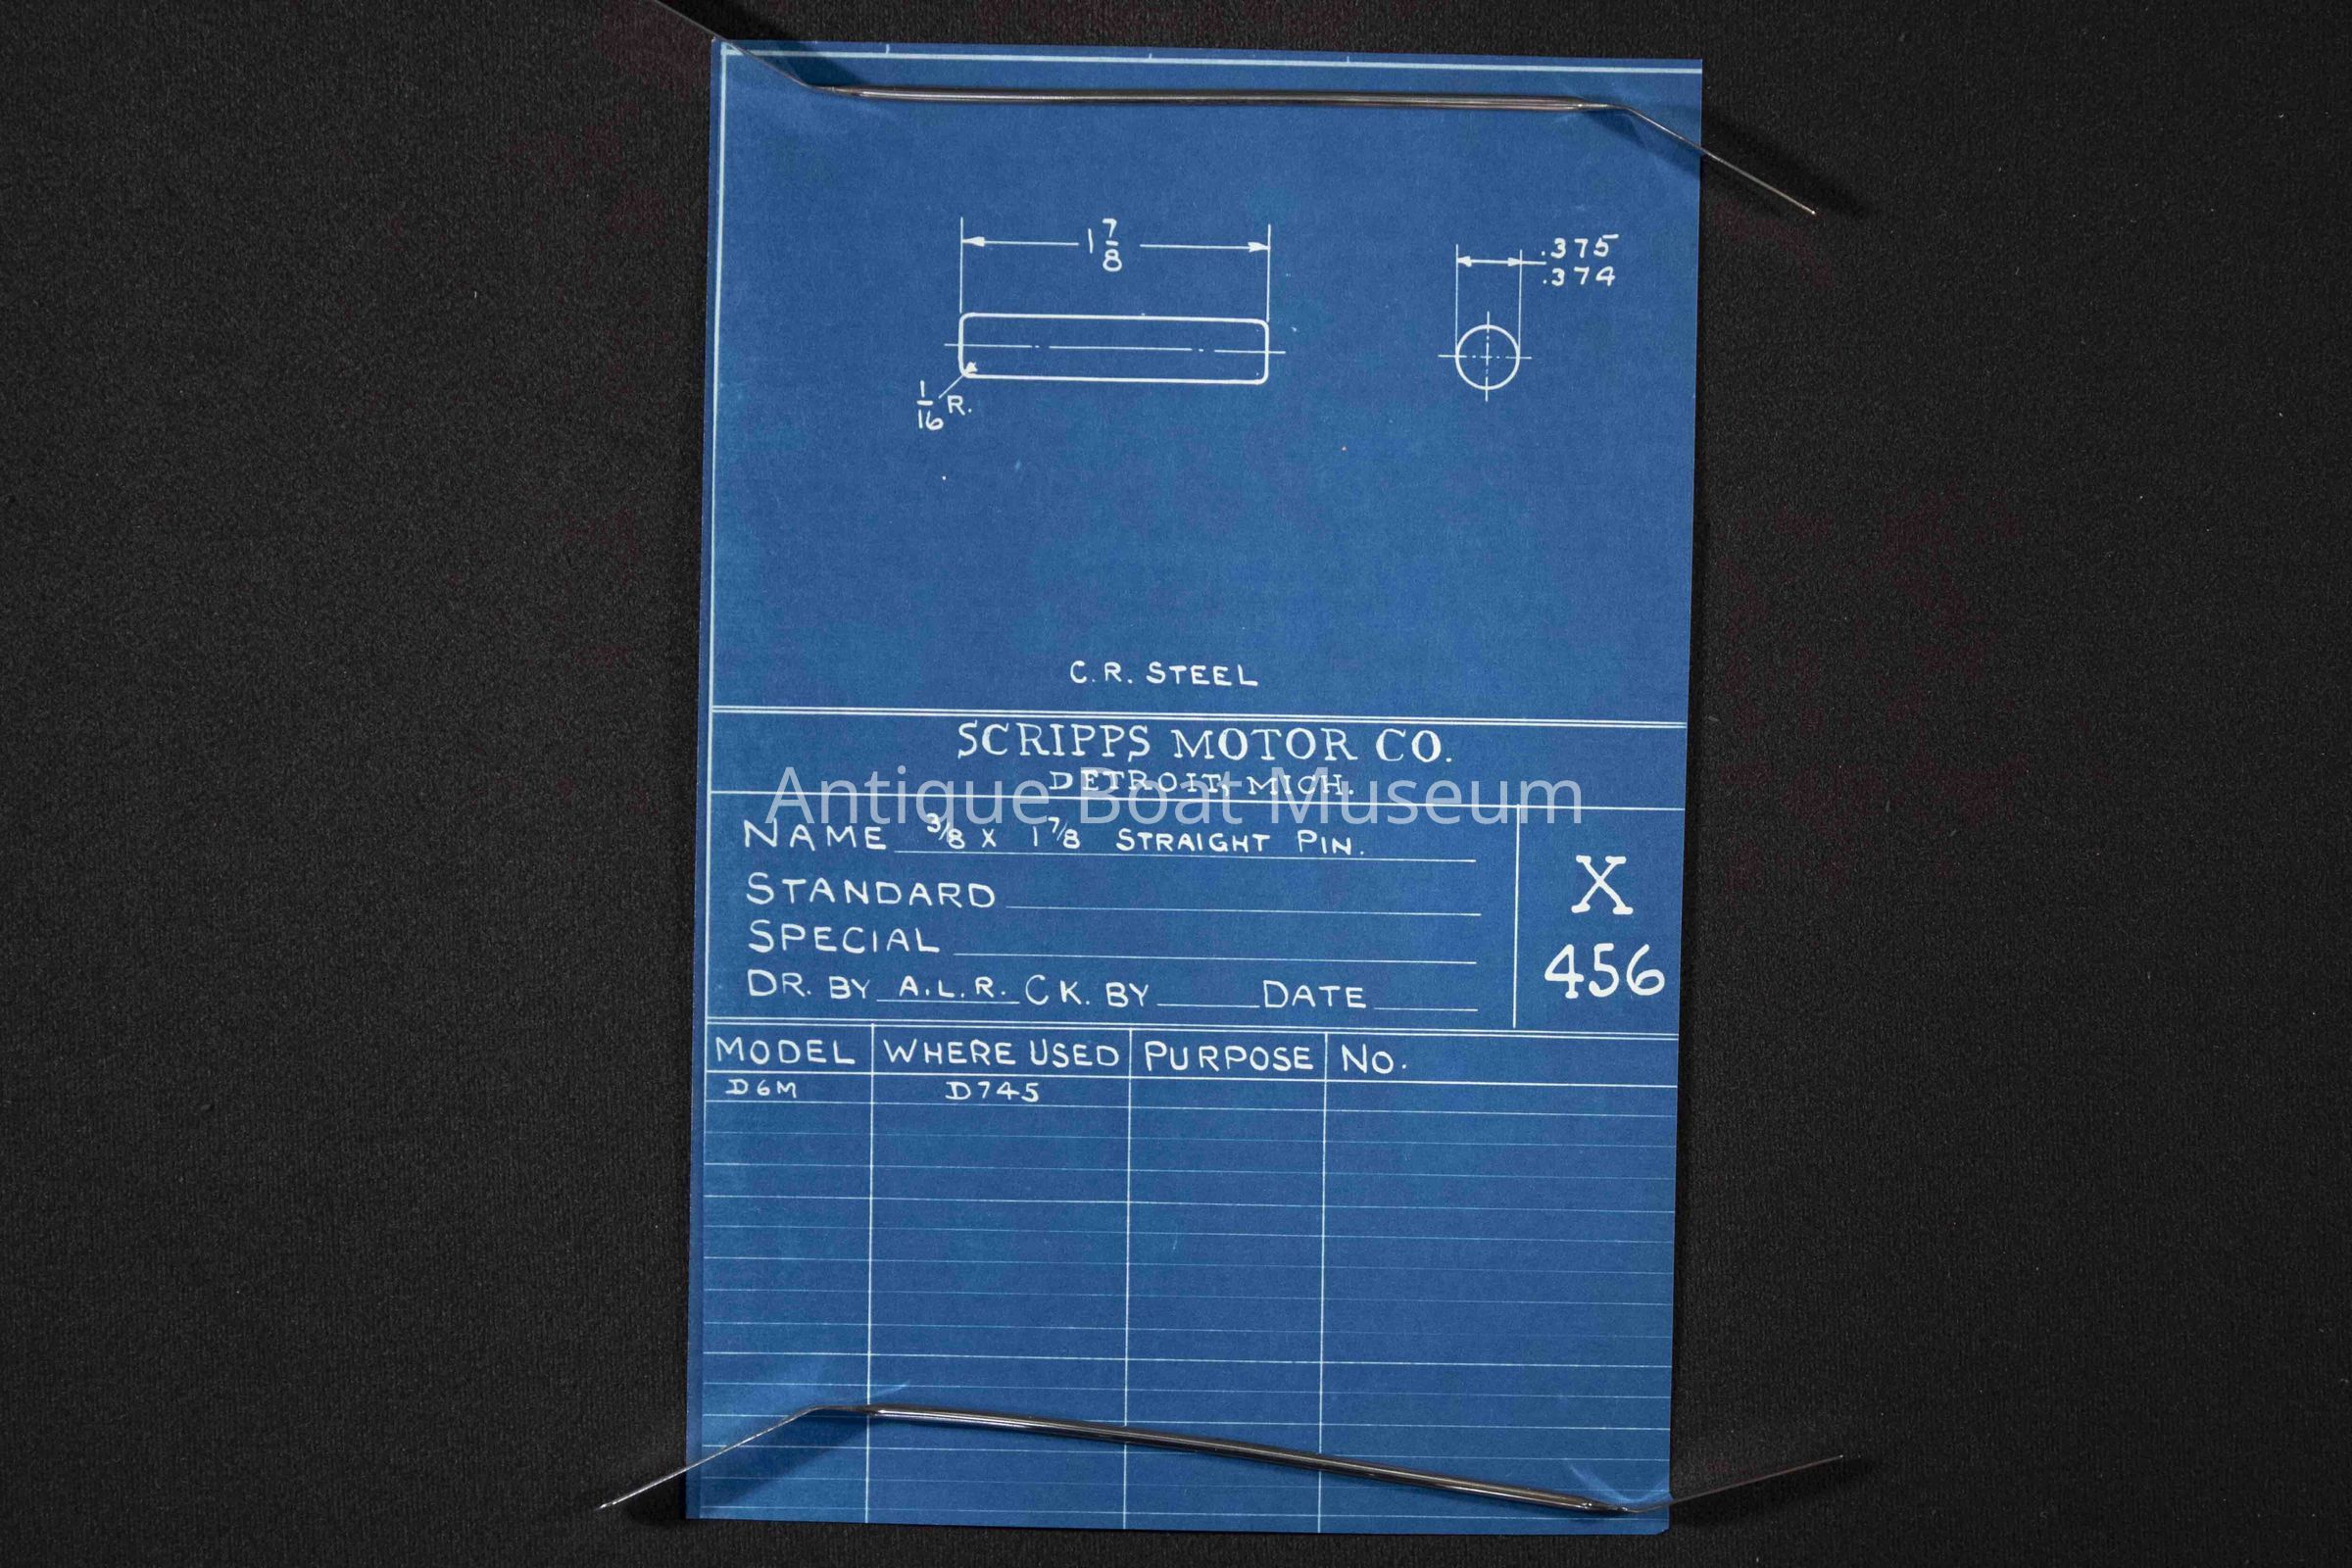 1 7/8
.375
.374
1/16 R.
C. R. STEEL
SCRIPPS MOTOR CO.
DETROIT, MICH.
Antique Boat Museum
NAME 3/8 X 1 7/8 STRAIGHT PIN.
STANDARD
SPECIAL
DR. BY A.L.R. CK. BY DATE
X
456
MODEL WHERE USED PURPOSE NO.
D6M D745